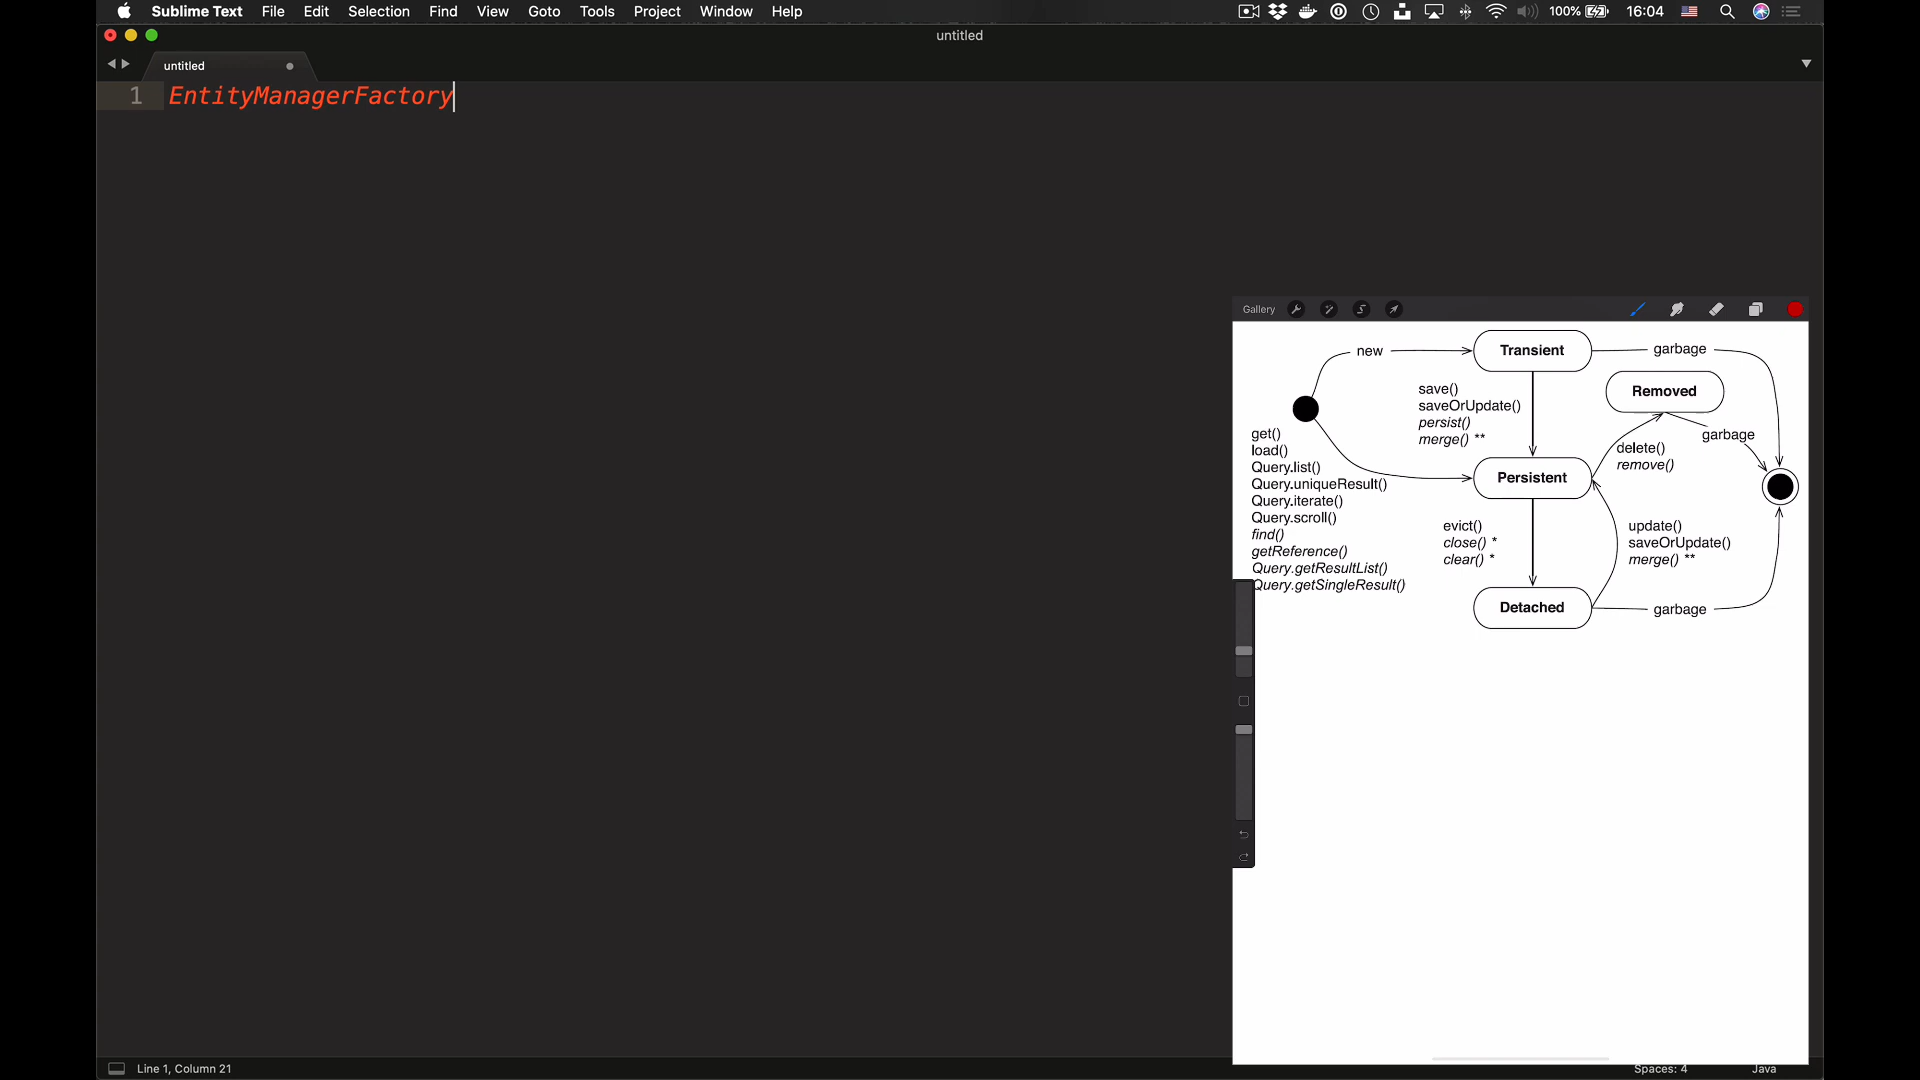 Sublime Text File Edit Selection Find View Goto Tools Project Window Help 100% 16:04
untitled
untitled
1 EntityManagerFactory
Gallery
new
Transient
garbage
save()
saveOrUpdate()
persist()
merge() **
Removed
garbage
get()
load()
Query.list()
Query.uniqueResult()
Query.iterate()
Query.scroll()
find()
getReference()
Query.getResultList()
Query.getSingleResult()
Persistent
delete()
remove()
evict()
close() *
clear() *
update()
saveOrUpdate()
merge() **
Detached
garbage
Line 1, Column 21
Spaces: 4
Java